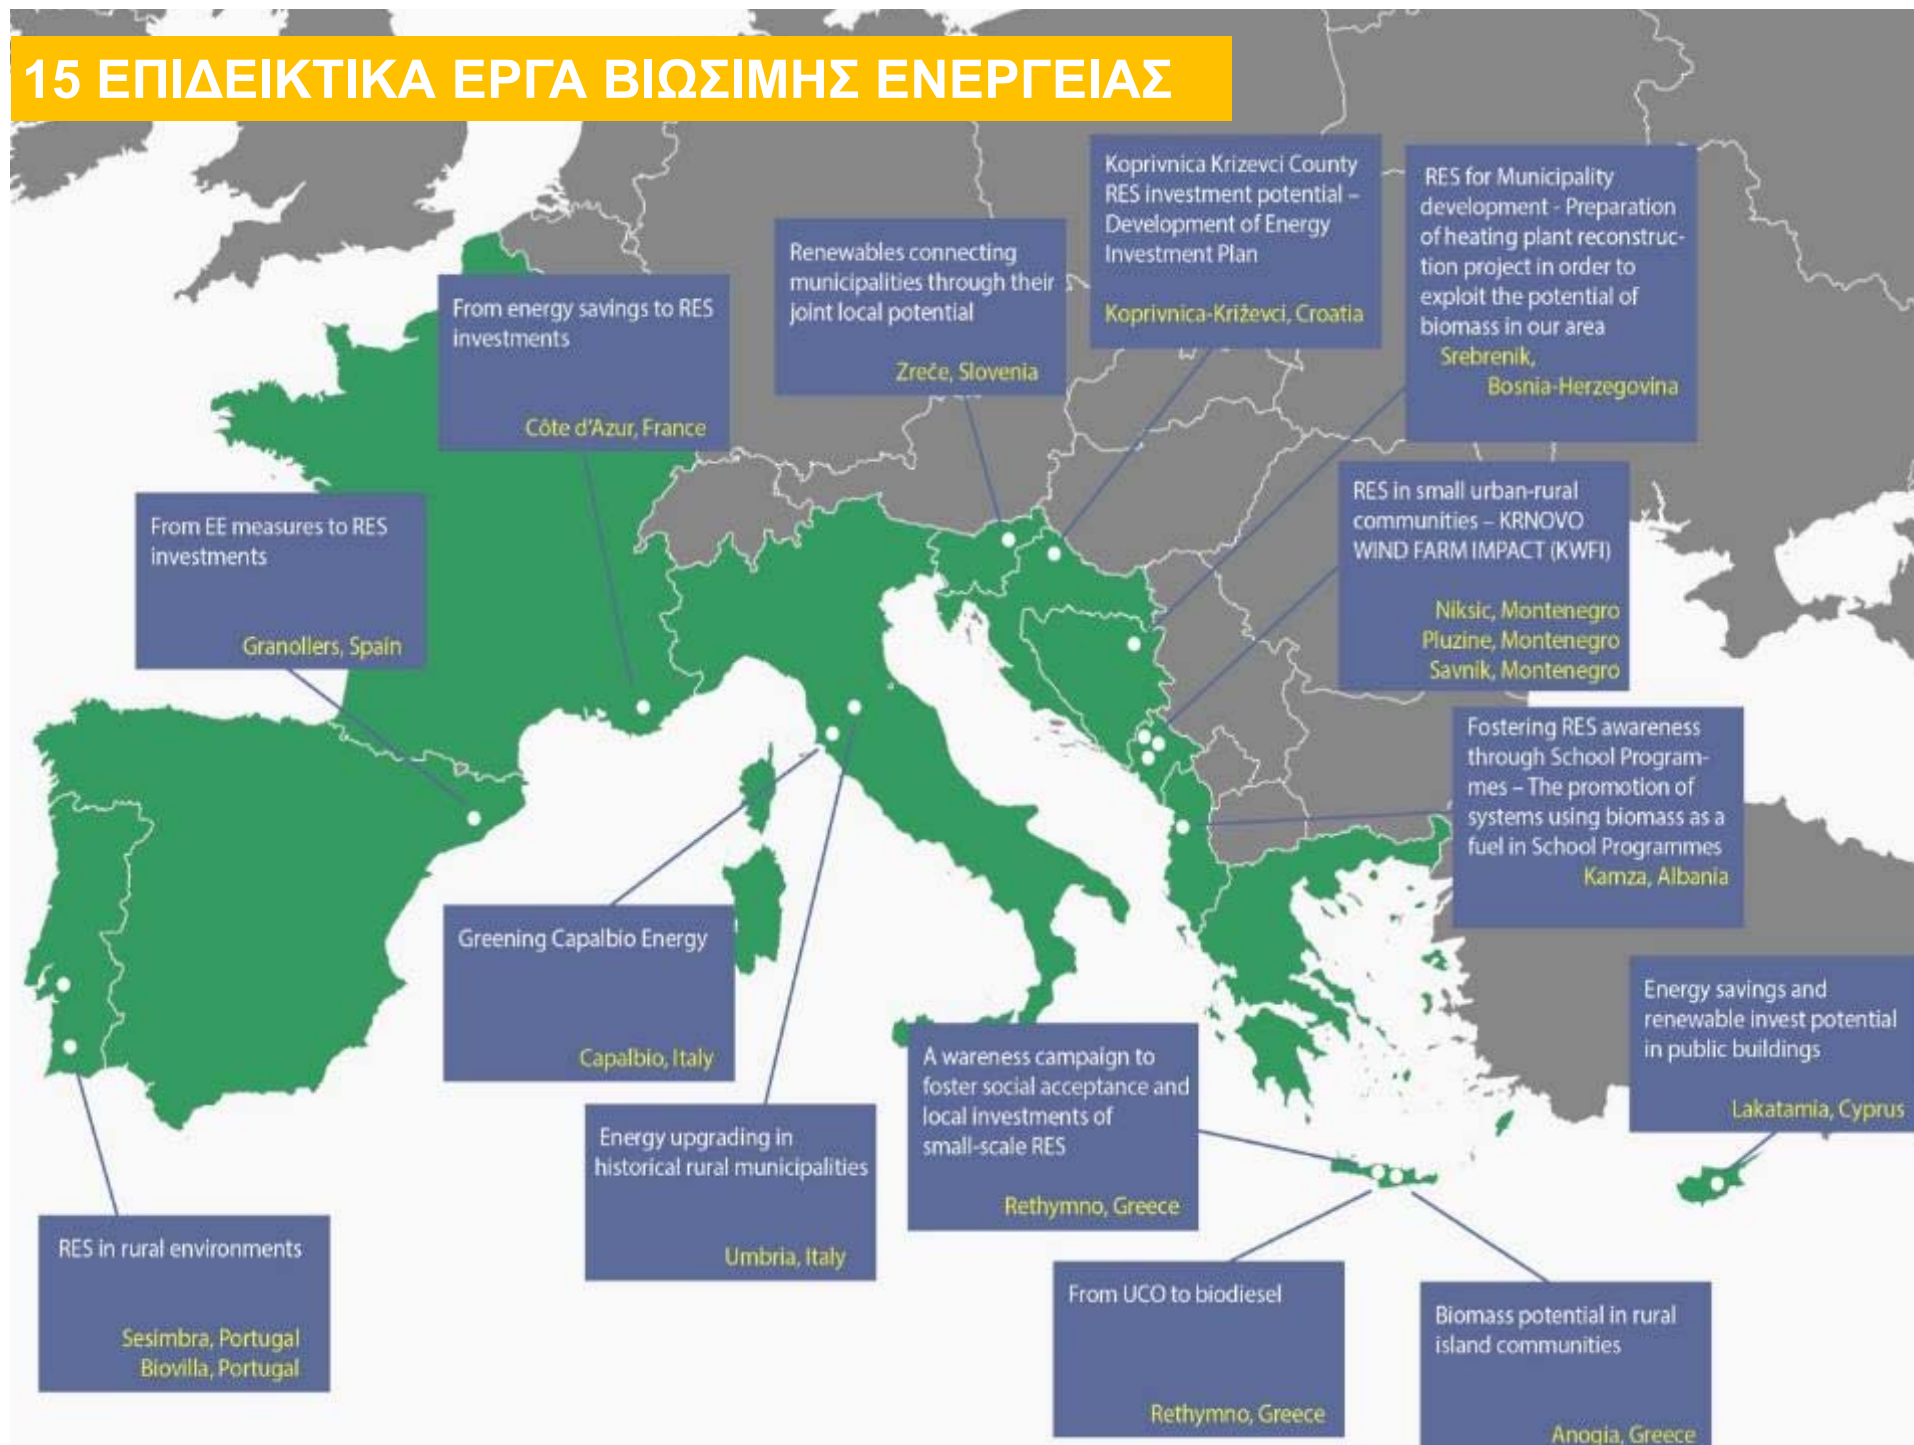 15 ΕΠΙΔΕΙΚΤΙΚΑ ΕΡΓΑ ΒΙΩΣΙΜΗΣ ΕΝΕΡΓΕΙΑΣ
Koprivnica Krizevci County
RES investment potential –
Development of Energy
Investment Plan
Koprivnica-Križevci, Croatia
RES for Municipality
development - Preparation
of heating plant reconstruc-
tion project in order to
exploit the potential of
biomass in our area
Srebrenik,
Bosnia-Herzegovina
Renewables connecting
municipalities through their
joint local potential
Zreče, Slovenia
From energy savings to RES
investments
Côte d'Azur, France
From EE measures to RES
investments
Granollers, Spain
RES in small urban-rural
communities – KRNOVO
WIND FARM IMPACT (KWFI)
Niksic, Montenegro
Pluzine, Montenegro
Savnik, Montenegro
Fostering RES awareness
through School Program-
mes – The promotion of
systems using biomass as a
fuel in School Programmes
Kamza, Albania
Greening Capalbio Energy
Capalbio, Italy
Energy savings and
renewable invest potential
in public buildings
Lakatamia, Cyprus
A wareness campaign to
foster social acceptance and
local investments of
small-scale RES
Rethymno, Greece
Energy upgrading in
historical rural municipalities
Umbria, Italy
RES in rural environments
Sesimbra, Portugal
Biovilla, Portugal
From UCO to biodiesel
Rethymno, Greece
Biomass potential in rural
island communities
Anogia, Greece